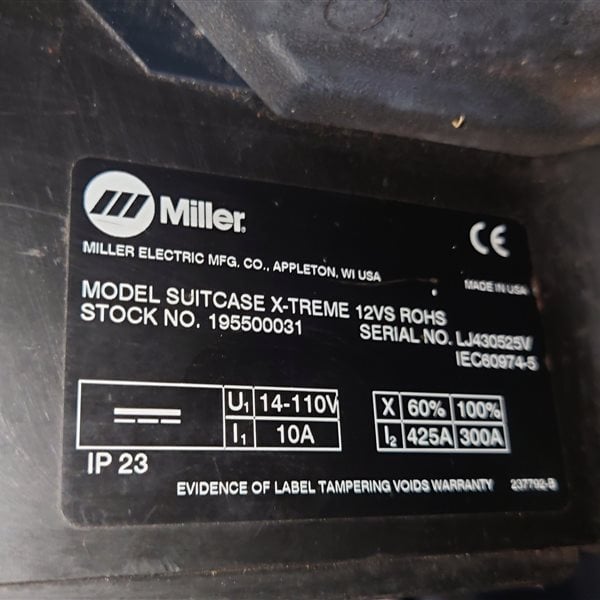 Miller®
CE
MILLER ELECTRIC MFG. CO., APPLETON, WI USA
MADE IN USA
MODEL SUITCASE X-TREME 12VS ROHS
STOCK NO. 195500031
SERIAL NO. LJ430525V
IEC60974-5
U1 14-110V
I1 10A
X 60% 100%
I2 425A 300A
IP 23
EVIDENCE OF LABEL TAMPERING VOIDS WARRANTY 237792-B